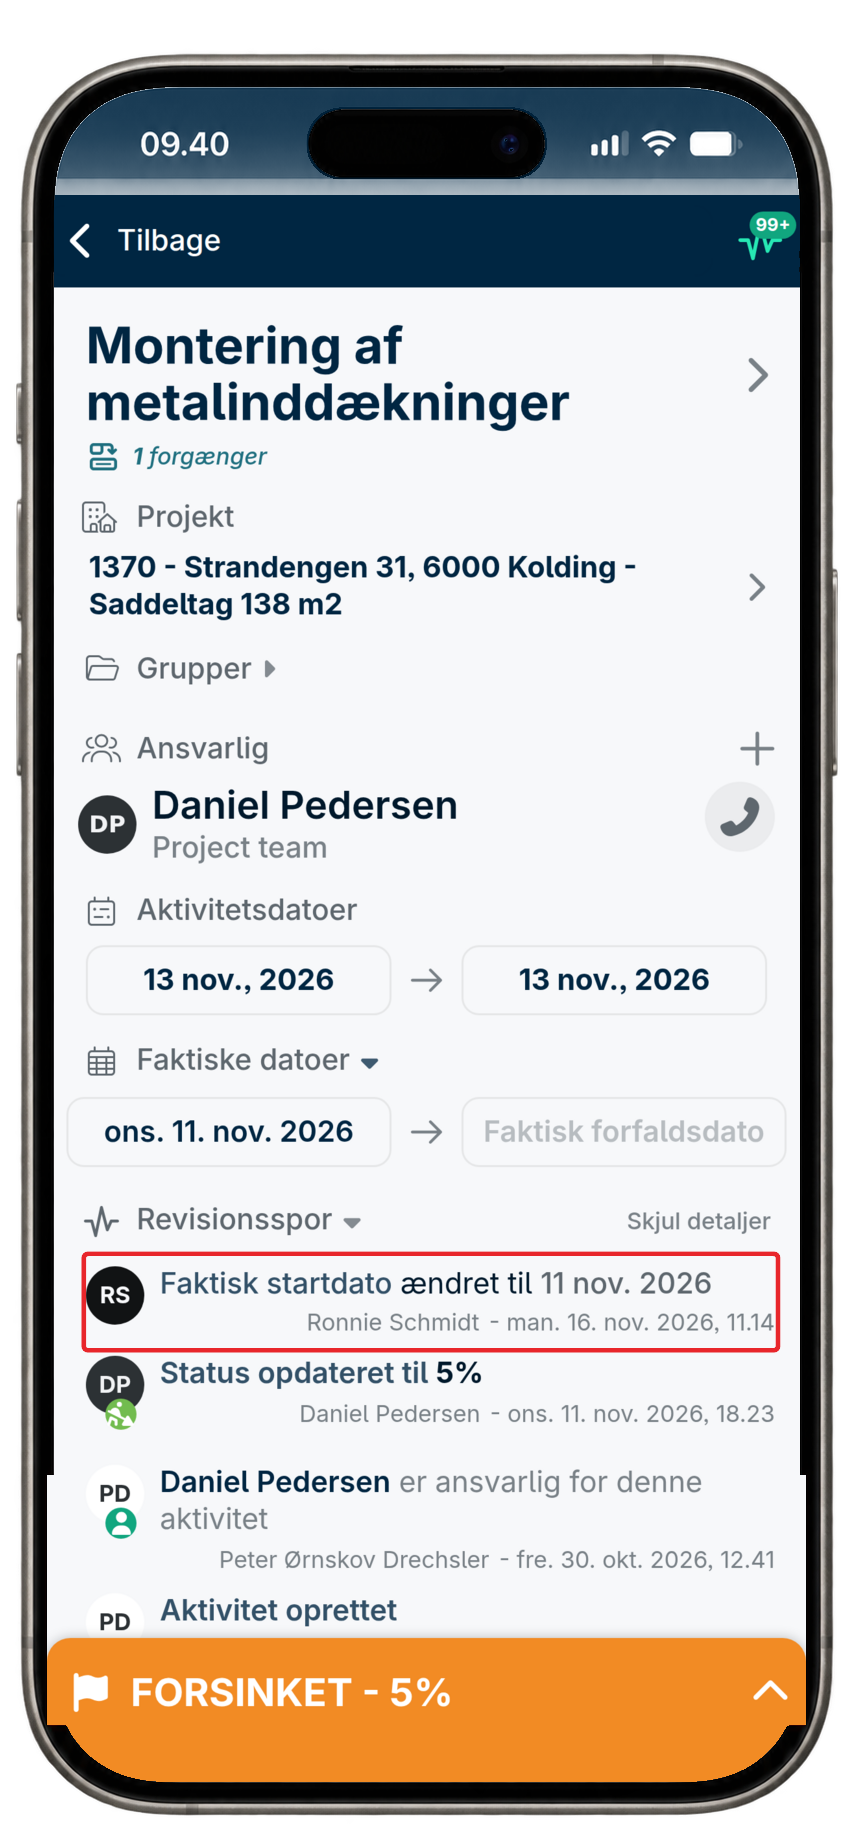 09.40
Tilbage
99+
Montering af
metalinddækninger
1 forgænger
Projekt
1370 - Strandengen 31, 6000 Kolding -
Saddeltag 138 m2
Grupper
Ansvarlig
DP
Daniel Pedersen
Project team
Aktivitetsdatoer
13 nov., 2026
13 nov., 2026
Faktiske datoer
ons. 11. nov. 2026
Faktisk forfaldsdato
Revisionsspor
Skjul detaljer
RS
Faktisk startdato ændret til 11 nov. 2026
Ronnie Schmidt - man. 16. nov. 2026, 11.14
DP
Status opdateret til 5%
Daniel Pedersen - ons. 11. nov. 2026, 18.23
PD
Daniel Pedersen er ansvarlig for denne
aktivitet
Peter Ørnskov Drechsler - fre. 30. okt. 2026, 12.41
PD
Aktivitet oprettet
FORSINKET - 5%